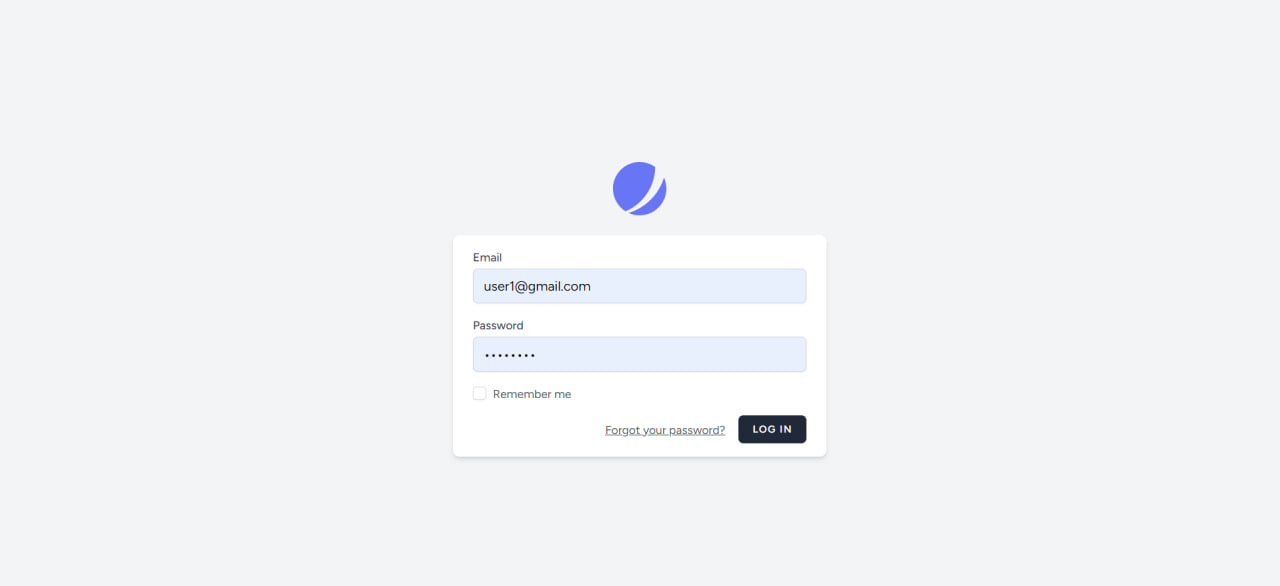 Email
user1@gmail.com
Password
••••••••
Remember me
Forgot your password? LOG IN